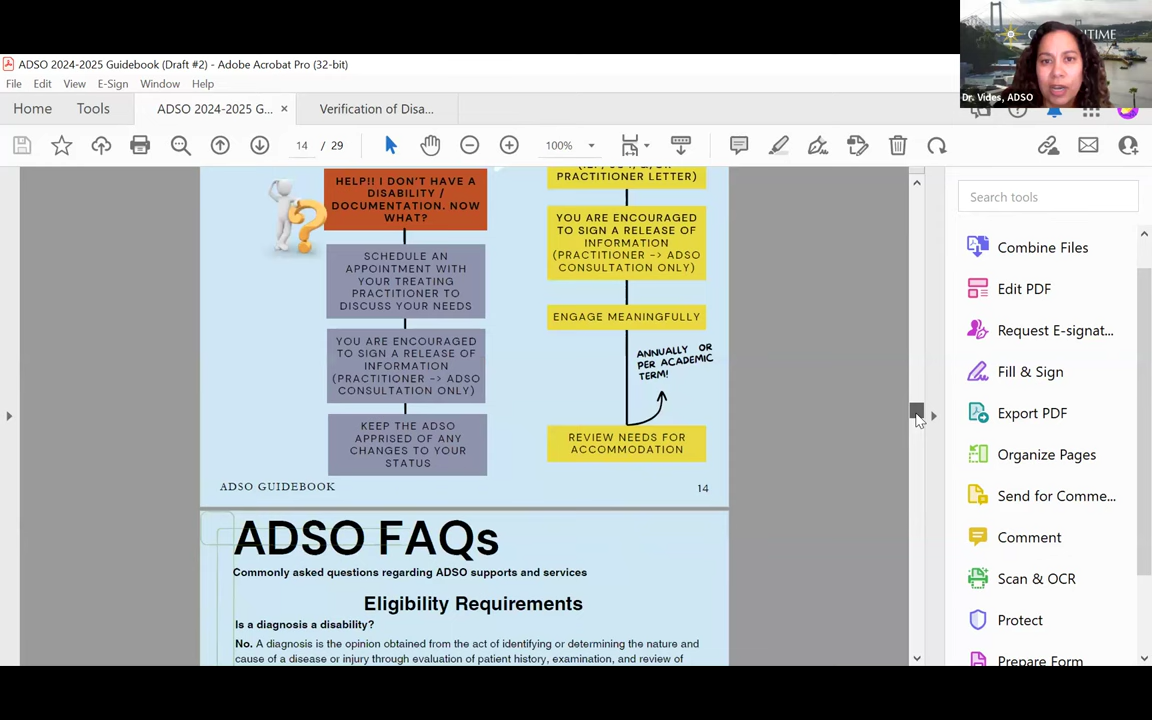 ADSO 2024-2025 Guidebook (Draft #2) - Adobe Acrobat Pro (32-bit)
File Edit View E-Sign Window Help
Home Tools ADSO 2024-2025 G... × Verification of Disa...
14 / 29 100%
Dr. Vides, ADSO
HELP!! I DON'T HAVE A
DISABILITY /
DOCUMENTATION. NOW
WHAT?
SCHEDULE AN
APPOINTMENT WITH
YOUR TREATING
PRACTITIONER TO
DISCUSS YOUR NEEDS
YOU ARE ENCOURAGED
TO SIGN A RELEASE OF
INFORMATION
(PRACTITIONER -> ADSO
CONSULTATION ONLY)
KEEP THE ADSO
APPRISED OF ANY
CHANGES TO YOUR
STATUS
PRACTITIONER LETTER)
YOU ARE ENCOURAGED
TO SIGN A RELEASE OF
INFORMATION
(PRACTITIONER -> ADSO
CONSULTATION ONLY)
ENGAGE MEANINGFULLY
ANNUALLY OR
PER ACADEMIC
TERM!
REVIEW NEEDS FOR
ACCOMMODATION
ADSO GUIDEBOOK 14
ADSO FAQs
Commonly asked questions regarding ADSO supports and services
Eligibility Requirements
Is a diagnosis a disability?
No. A diagnosis is the opinion obtained from the act of identifying or determining the nature and
cause of a disease or injury through evaluation of patient history, examination, and review of
Search tools
Combine Files
Edit PDF
Request E-signat...
Fill & Sign
Export PDF
Organize Pages
Send for Comme...
Comment
Scan & OCR
Protect
Prepare Form